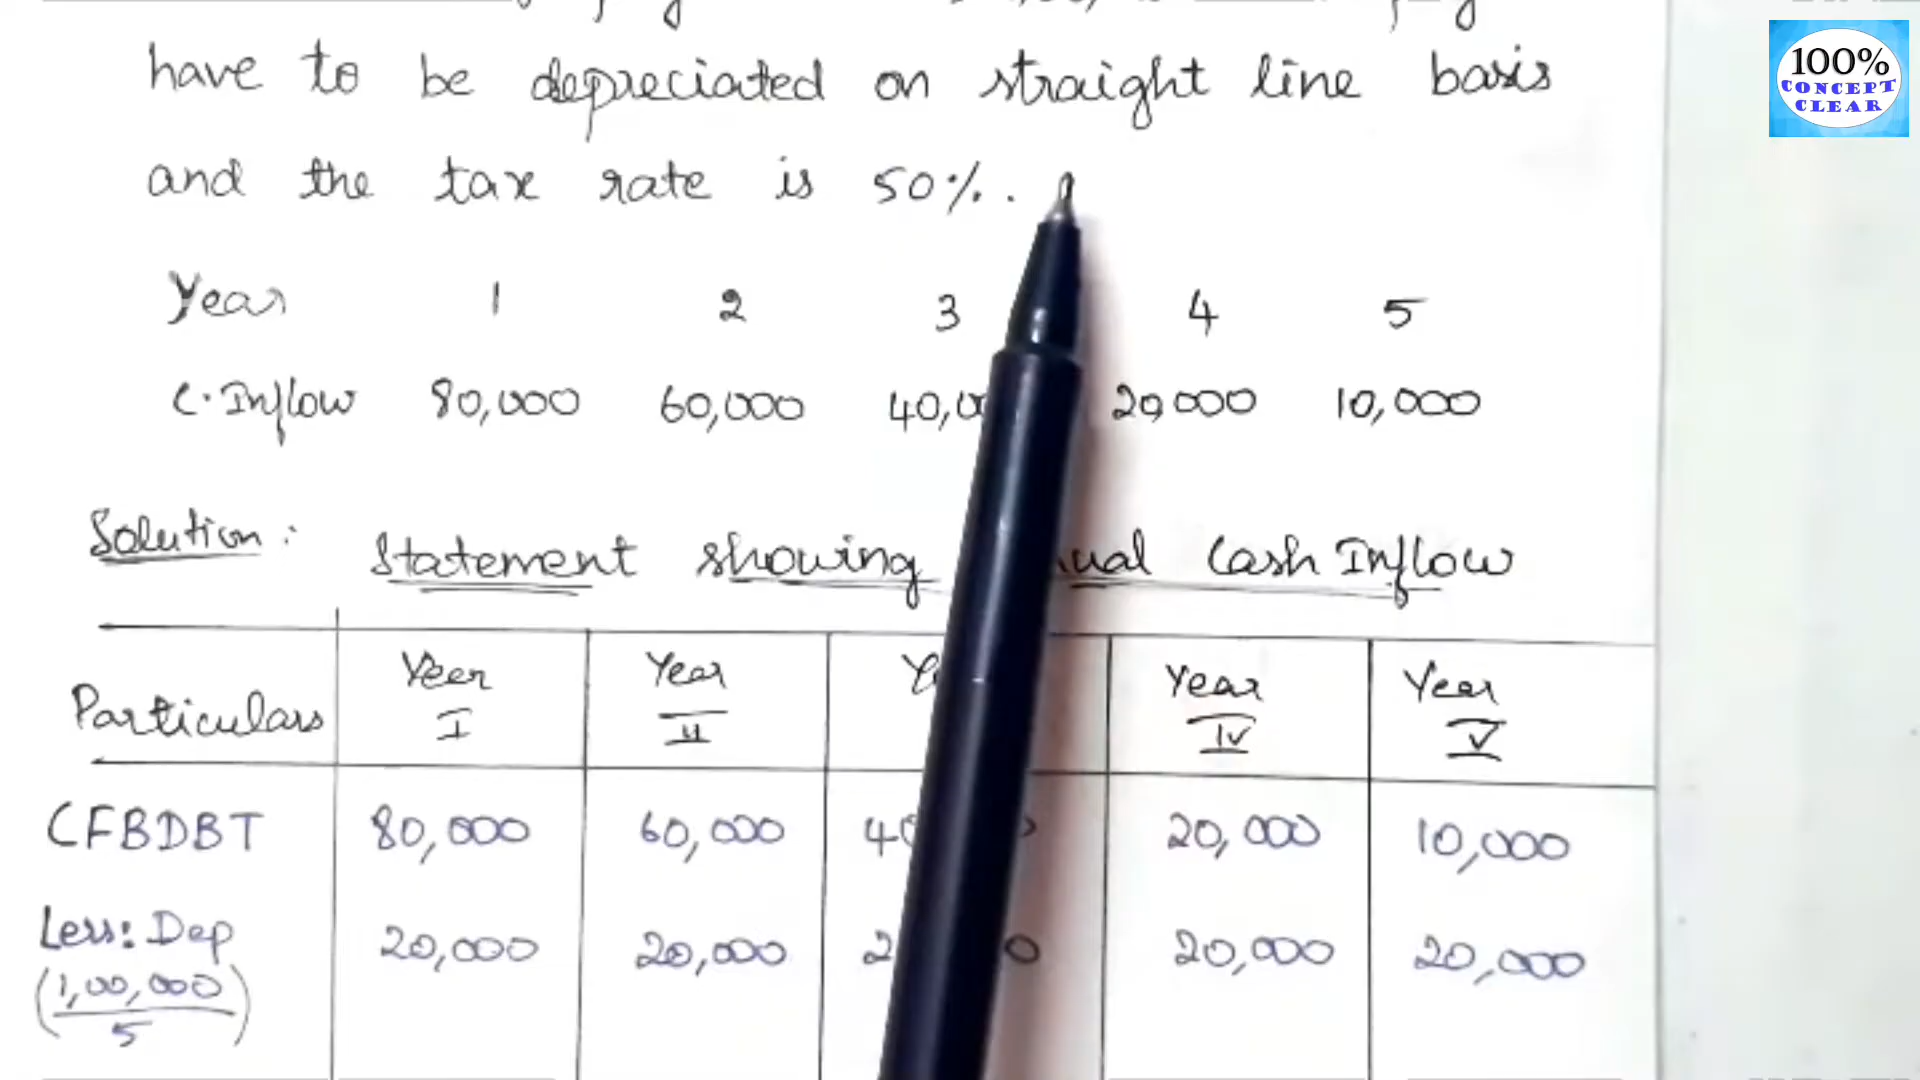 have to be depreciated on straight line basis
and the tax rate is 50%.
Year 1 2 3 4 5
C.Inflow 80,000 60,000 20,000 10,000
Solution: Statement showing Cash Inflow
Particulars Year I Year II Year IV Year V
CFBDBT 80,000 60,000 20,000 10,000
Less: Dep 20,000 20,000 20,000 20,000
(1,00,000
5)
100%
CONCEPT
CLEAR